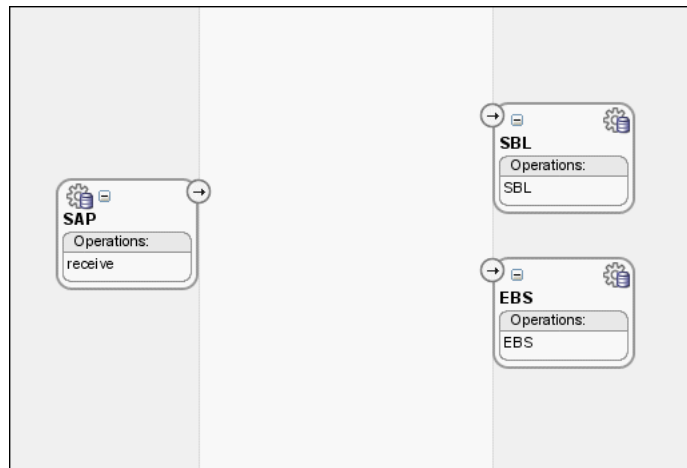 SAP
Operations:
receive
SBL
Operations:
SBL
EBS
Operations:
EBS